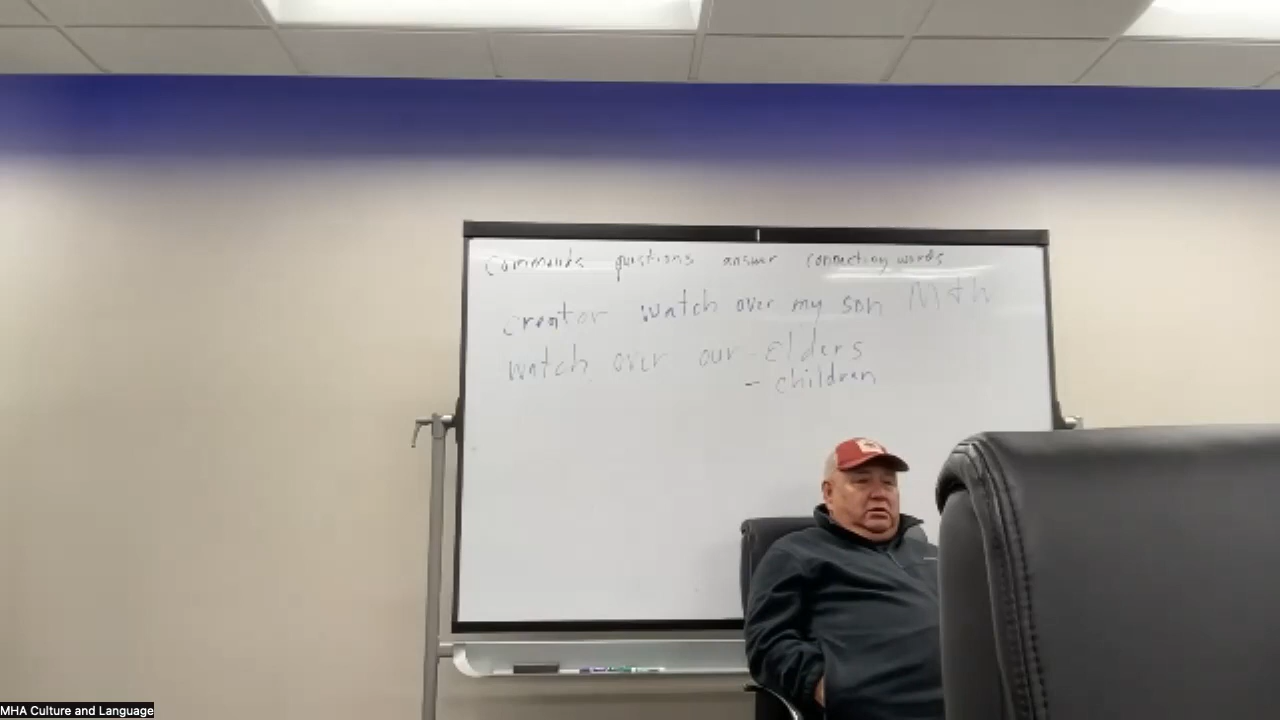 commands questions answer connecting words
creator watch over my son M & W
watch over our - Elders
- children
MHA Culture and Language